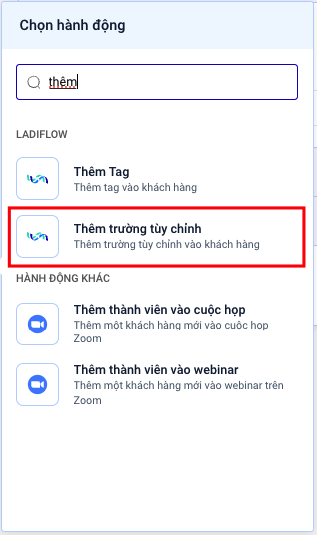 Chọn hành động
thêm
LADIFLOW
Thêm Tag
Thêm tag vào khách hàng
Thêm trường tùy chỉnh
Thêm trường tùy chỉnh vào khách hàng
HÀNH ĐỘNG KHÁC
Thêm thành viên vào cuộc họp
Thêm một khách hàng mới vào cuộc họp
Zoom
Thêm thành viên vào webinar
Thêm một khách hàng mới vào webinar trên
Zoom